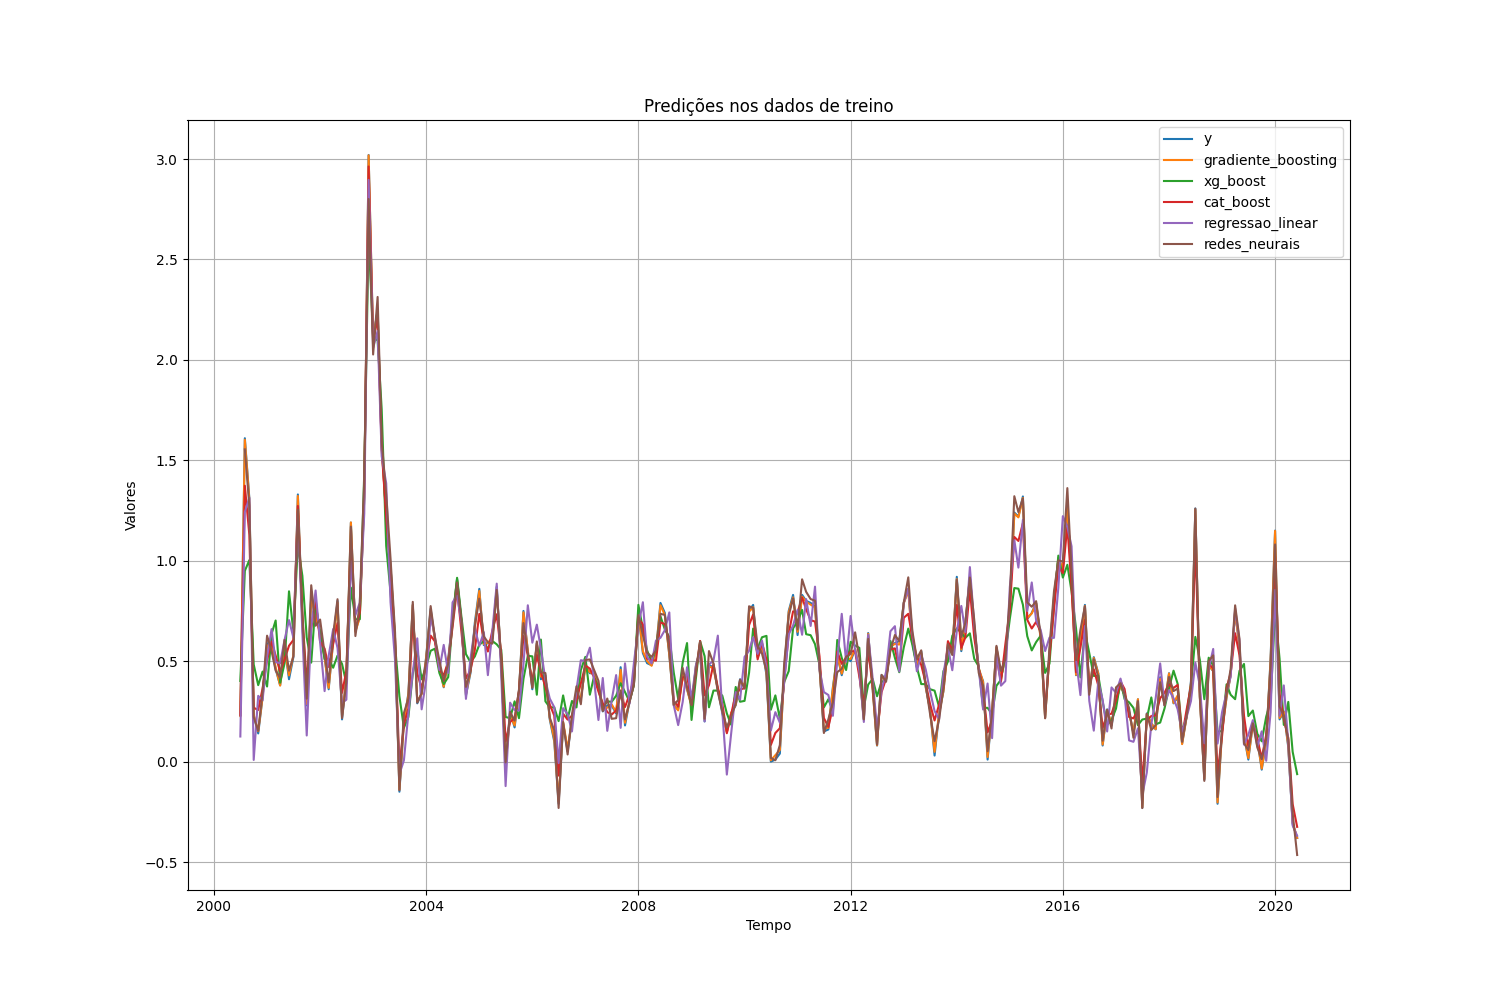 Predições nos dados de treino
y
gradiente_boosting
xg_boost
cat_boost
regressao_linear
redes_neurais
Valores
3.0
2.5
2.0
1.5
1.0
0.5
0.0
−0.5
2000 2004 2008 2012 2016 2020
Tempo